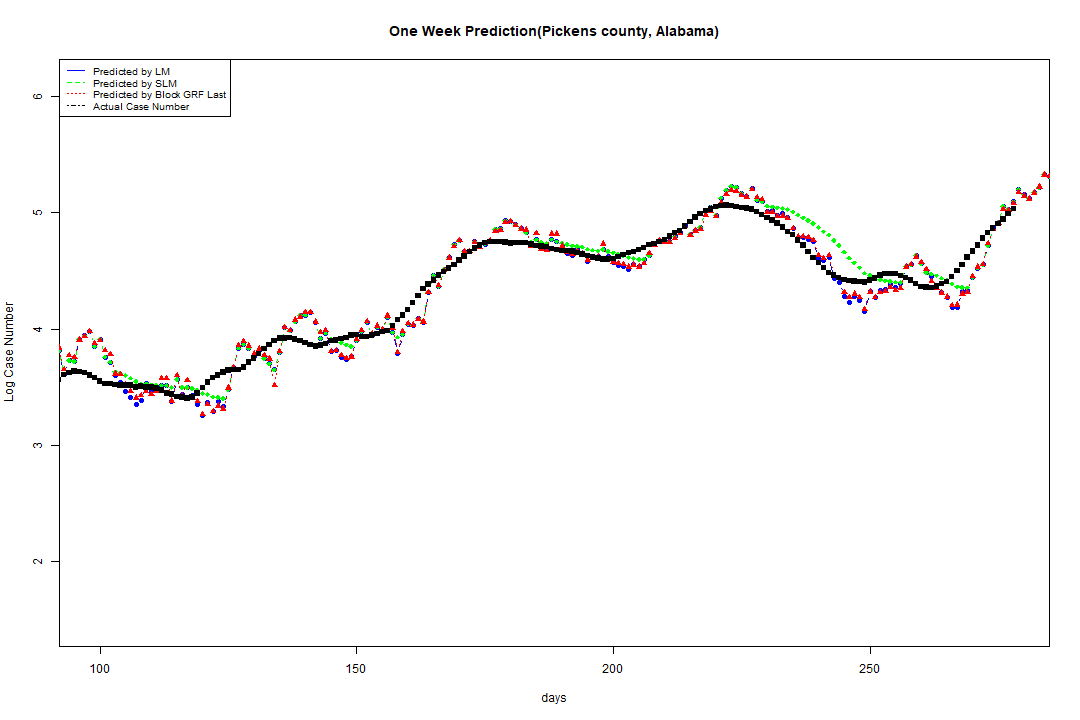 One Week Prediction(Pickens county, Alabama)
Predicted by LM
Predicted by SLM
Predicted by Block GRF Last
Actual Case Number
6
5
4
3
2
Log Case Number
100 150 200 250
days